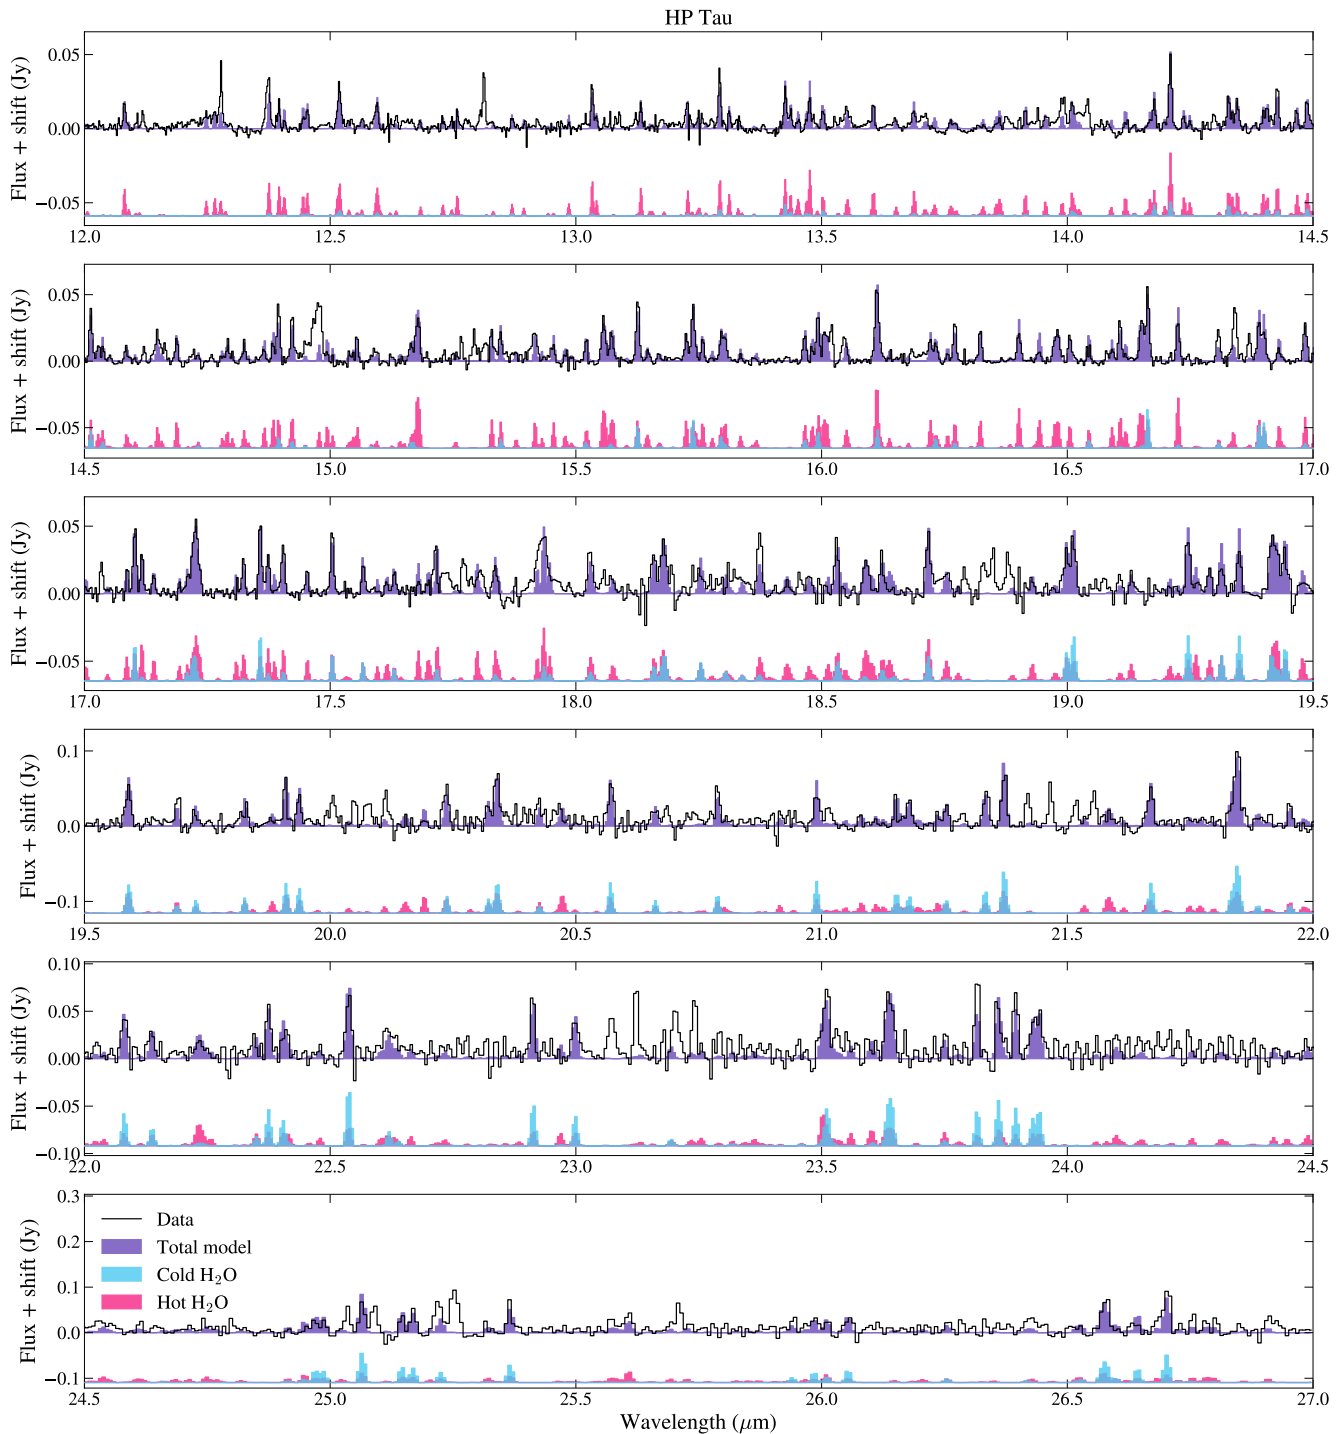 HP Tau
Flux + shift (Jy)
0.05
0.00
−0.05
12.0 12.5 13.0 13.5 14.0 14.5
Flux + shift (Jy)
0.05
0.00
−0.05
14.5 15.0 15.5 16.0 16.5 17.0
Flux + shift (Jy)
0.05
0.00
−0.05
17.0 17.5 18.0 18.5 19.0 19.5
Flux + shift (Jy)
0.1
0.0
−0.1
19.5 20.0 20.5 21.0 21.5 22.0
Flux + shift (Jy)
0.10
0.05
0.00
−0.05
−0.10
22.0 22.5 23.0 23.5 24.0 24.5
Flux + shift (Jy)
0.3
0.2
0.1
0.0
−0.1
Data
Total model
Cold H₂O
Hot H₂O
24.5 25.0 25.5 26.0 26.5 27.0
Wavelength (μm)